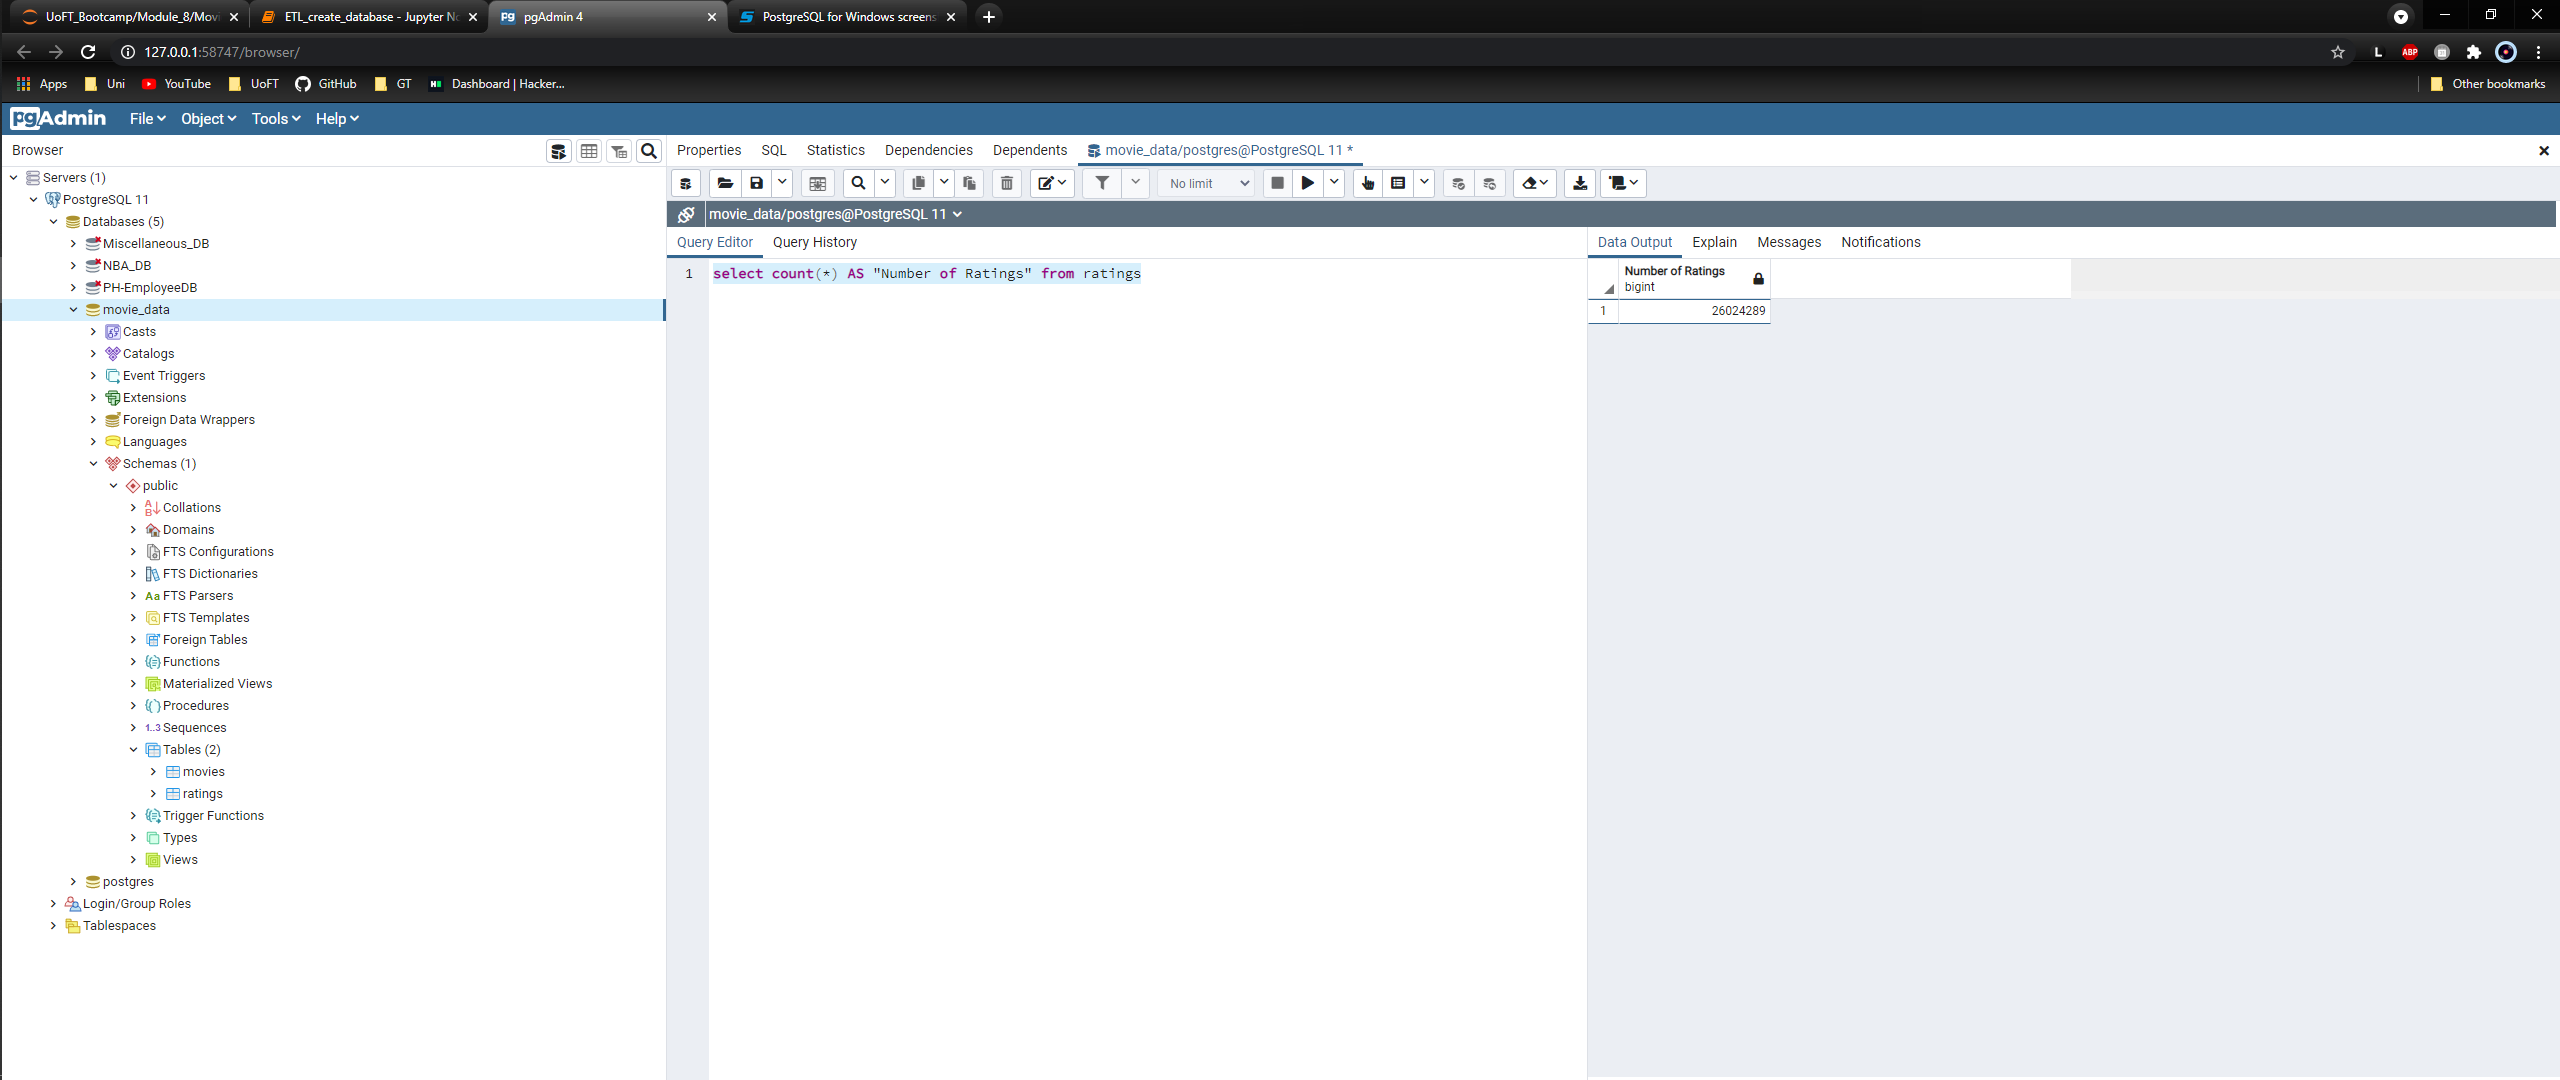 UoFT_Bootcamp/Module_8/Movi
ETL_create_database - Jupyter No
pgAdmin 4
PostgreSQL for Windows screens
127.0.0.1:58747/browser/
L
ABP
Apps
Uni
YouTube
UoFT
GitHub
GT
Dashboard | Hacker...
Other bookmarks
pgAdmin
File
Object
Tools
Help
Browser
Properties
SQL
Statistics
Dependencies
Dependents
movie_data/postgres@PostgreSQL 11 *
No limit
movie_data/postgres@PostgreSQL 11
Query Editor
Query History
1 select count(*) AS "Number of Ratings" from ratings
Data Output
Explain
Messages
Notifications
Number of Ratings
bigint
1 26024289
Servers (1)
PostgreSQL 11
Databases (5)
Miscellaneous_DB
NBA_DB
PH-EmployeeDB
movie_data
Casts
Catalogs
Event Triggers
Extensions
Foreign Data Wrappers
Languages
Schemas (1)
public
Collations
Domains
FTS Configurations
FTS Dictionaries
Aa FTS Parsers
FTS Templates
Foreign Tables
Functions
Materialized Views
Procedures
1..3 Sequences
Tables (2)
movies
ratings
Trigger Functions
Types
Views
postgres
Login/Group Roles
Tablespaces